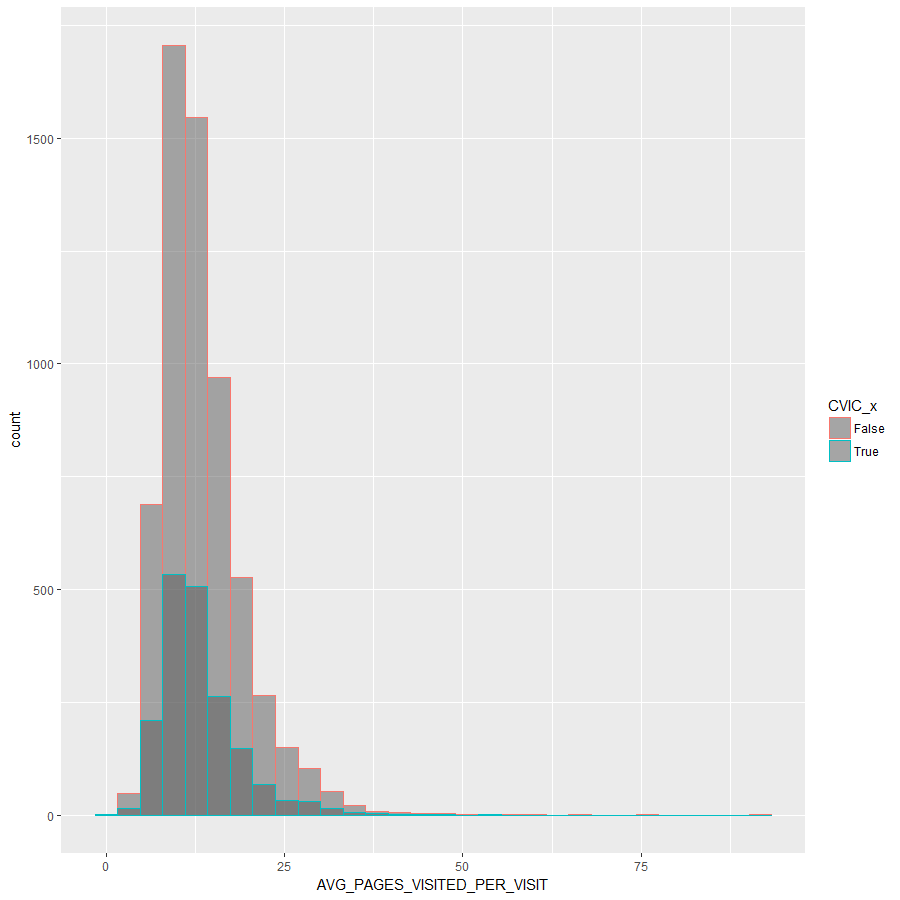 1500
1000
500
0
count
0 25 50 75
AVG_PAGES_VISITED_PER_VISIT
CVIC_x
False
True